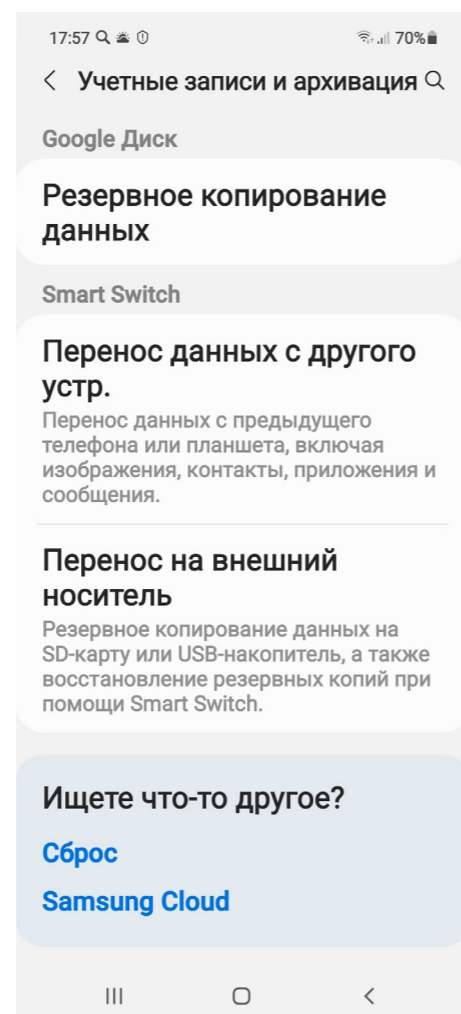 17:57
70%
Учетные записи и архивация
Google Диск
Резервное копирование
данных
Smart Switch
Перенос данных с другого
устр.
Перенос данных с предыдущего
телефона или планшета, включая
изображения, контакты, приложения и
сообщения.
Перенос на внешний
носитель
Резервное копирование данных на
SD-карту или USB-накопитель, а также
восстановление резервных копий при
помощи Smart Switch.
Ищете что-то другое?
Сброс
Samsung Cloud